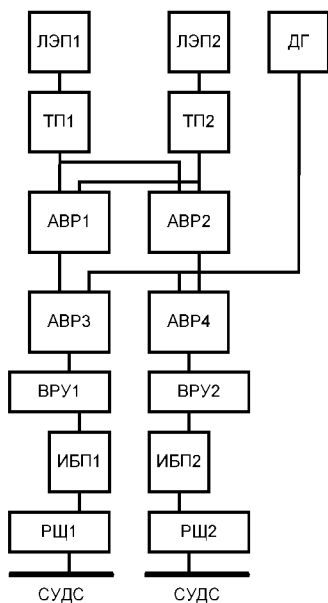 ЛЭП1 ЛЭП2 ДГ
ТП1 ТП2
АВР1 АВР2
АВР3 АВР4
ВРУ1 ВРУ2
ИБП1 ИБП2
РЩ1 РЩ2
СУДС СУДС